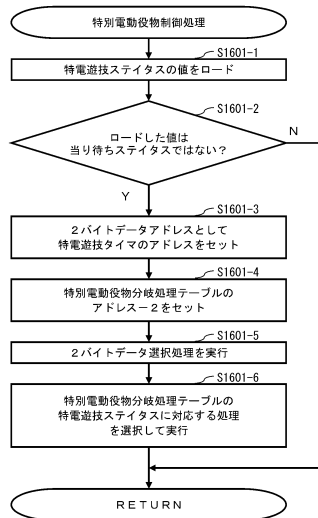 特別電動役物制御処理
S1601-1
特電遊技ステイタスの値をロード
S1601-2
ロードした値は
当り待ちステイタスではない？
N
Y
S1601-3
２バイトデータアドレスとして
特電遊技タイマのアドレスをセット
S1601-4
特別電動役物分岐処理テーブルの
アドレス－２をセット
S1601-5
２バイトデータ選択処理を実行
S1601-6
特別電動役物分岐処理テーブルの
特電遊技ステイタスに対応する処理
を選択して実行
ＲＥＴＵＲＮ